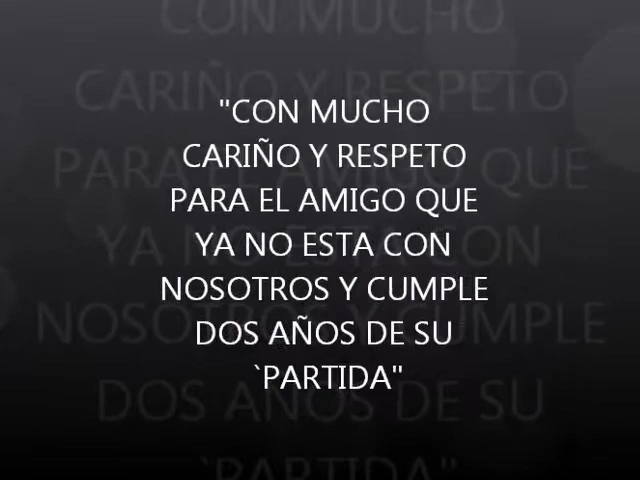 "CON MUCHO
CARIÑO Y RESPETO
PARA EL AMIGO QUE
YA NO ESTA CON
NOSOTROS Y CUMPLE
DOS AÑOS DE SU
`PARTIDA"